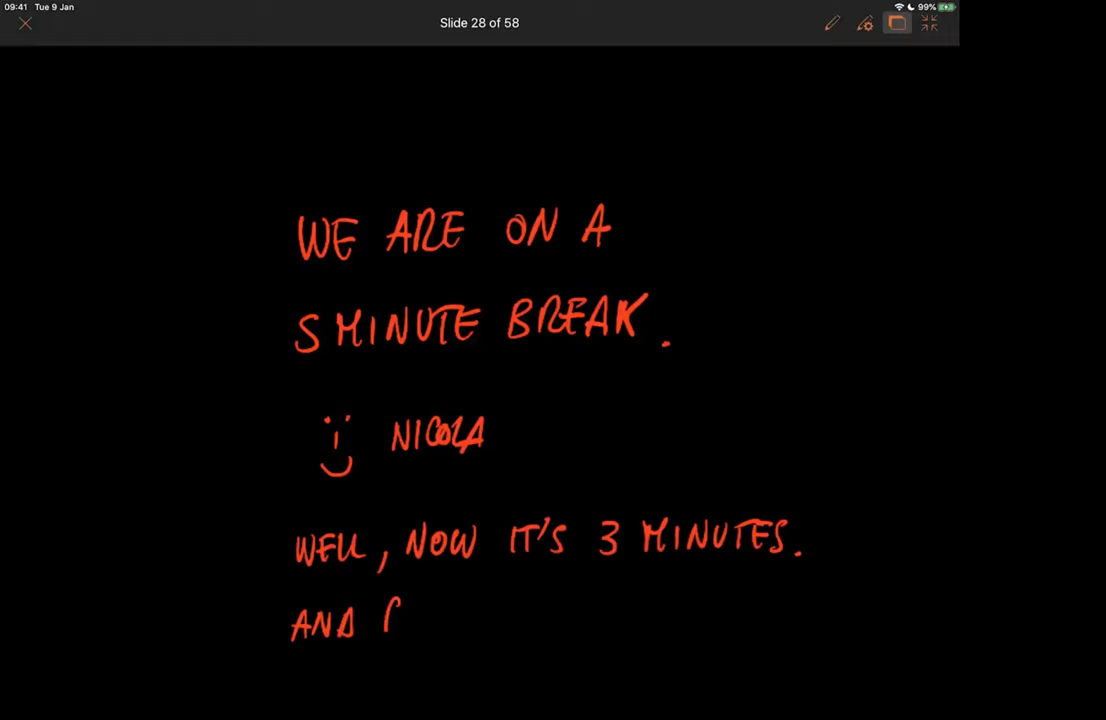 09:41 Tue 9 Jan
99%
Slide 28 of 58
WE ARE ON A
5 MINUTE BREAK.
NICOLA
WELL, NOW IT'S 3 MINUTES.
AND